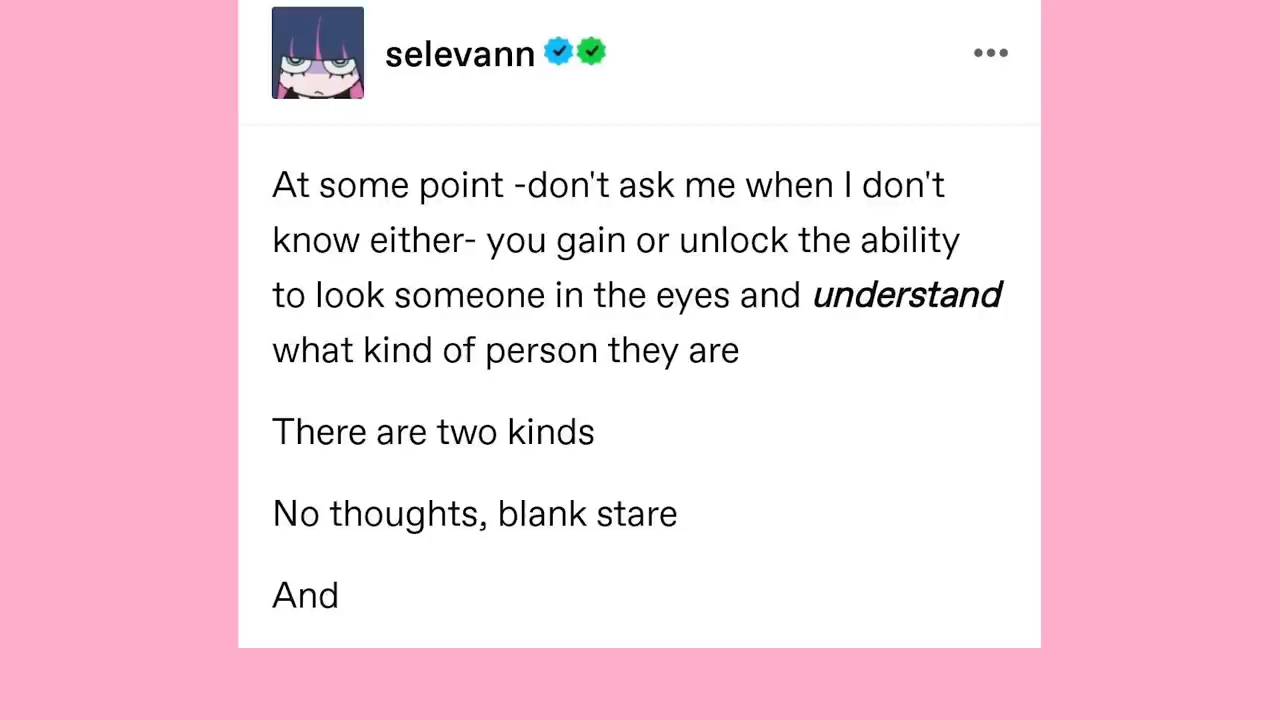 selevann
At some point -don't ask me when I don't
know either- you gain or unlock the ability
to look someone in the eyes and understand
what kind of person they are
There are two kinds
No thoughts, blank stare
And